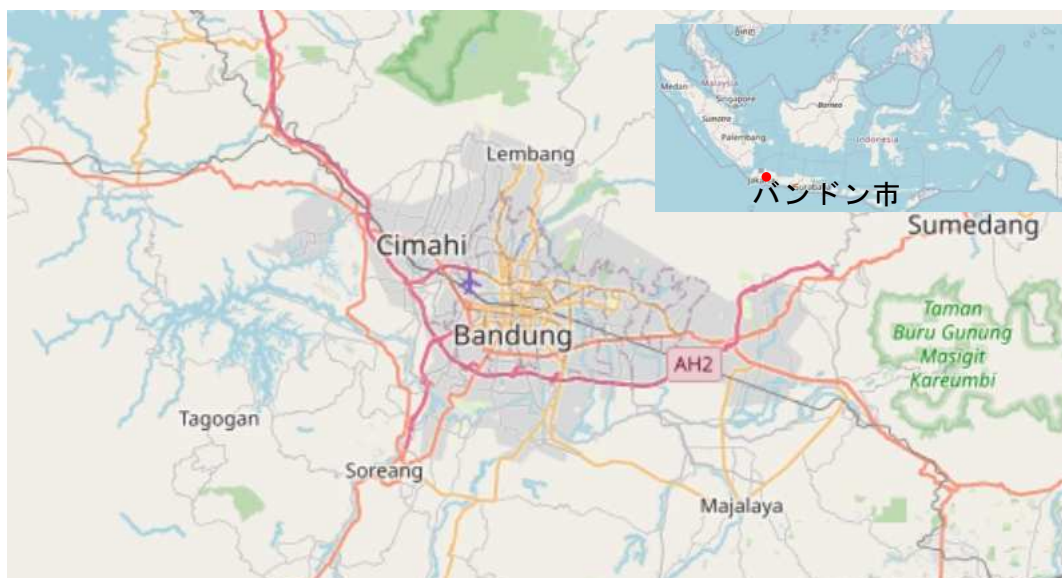 Lembang
Cimahi
Bandung
AH2
Tagogan
Soreang
Majalaya
Sumedang
Taman
Buru Gunung
Masigit
Kareumbi
Medan
Malaysia
Singapore
Sumatra
Borneo
Palembang
Indonesia
バンドン市